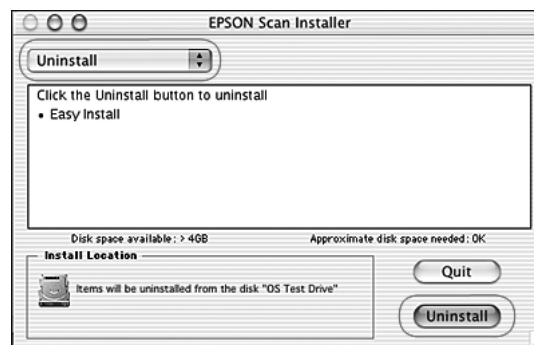 EPSON Scan Installer
Uninstall
Click the Uninstall button to uninstall
• Easy Install
Disk space available: > 4GB
Approximate disk space needed: 0K
Install Location
Items will be uninstalled from the disk "OS Test Drive"
Quit
Uninstall